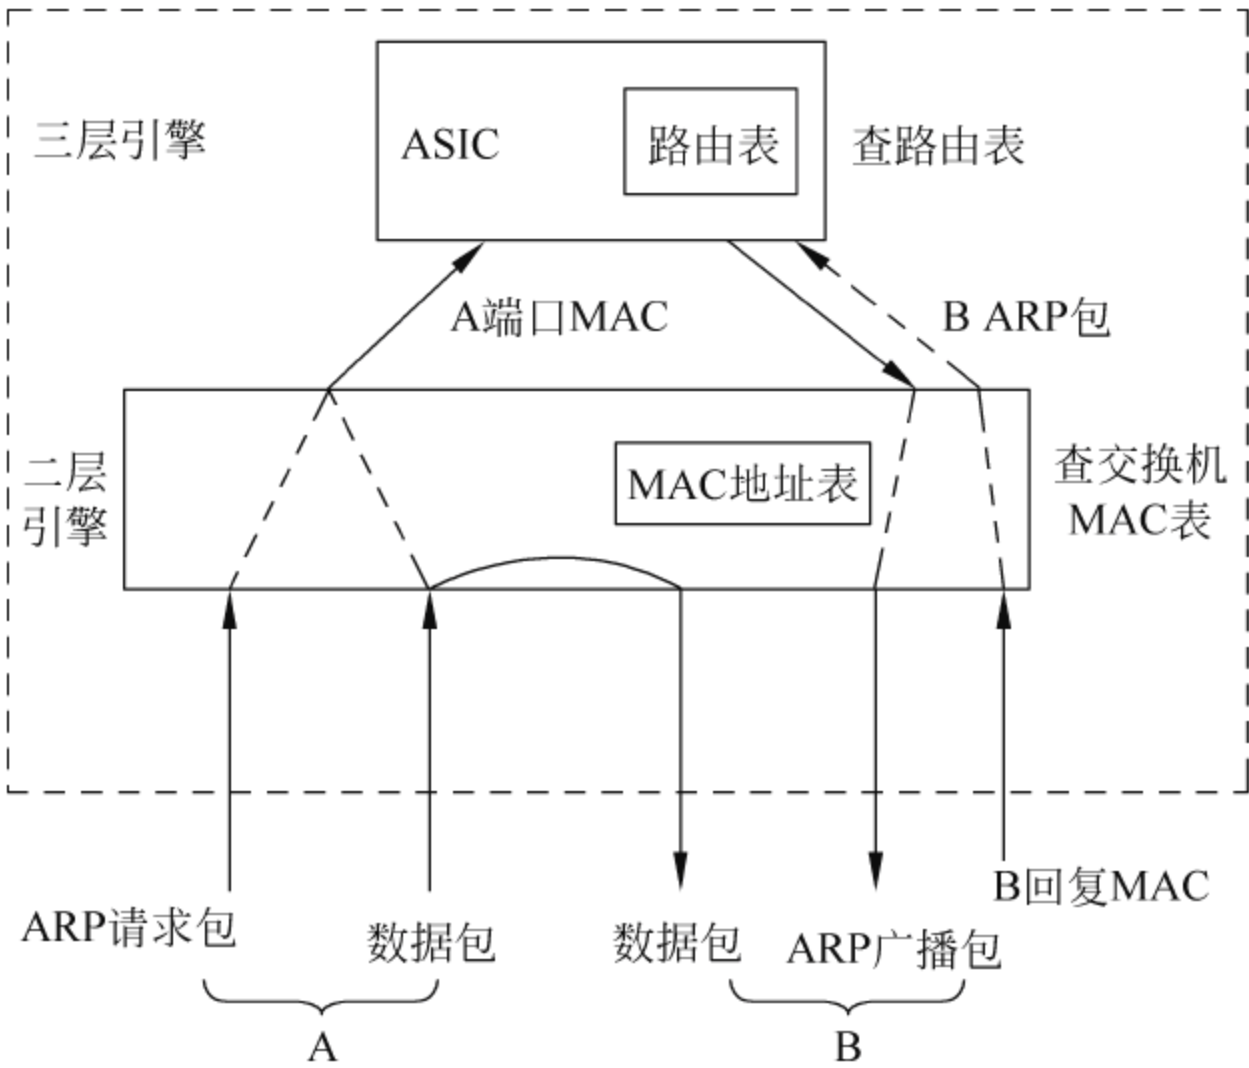 三层引擎
ASIC
路由表
查路由表
A端口MAC
B ARP包
二层
引擎
MAC地址表
查交换机
MAC表
ARP请求包
数据包
数据包
ARP广播包
B回复MAC
A
B